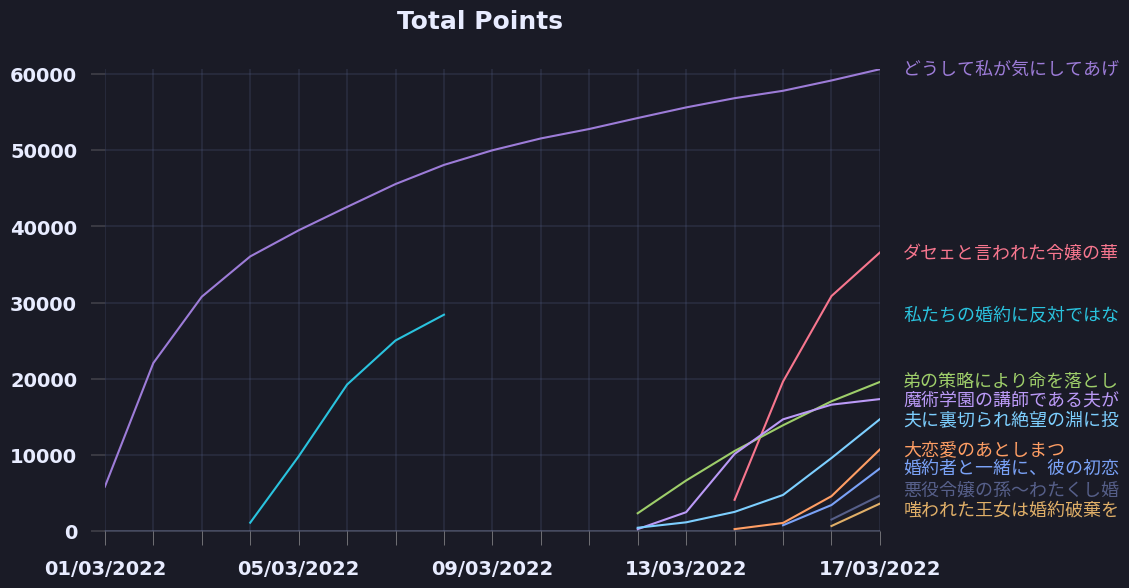 Total Points
60000
50000
40000
30000
20000
10000
0
01/03/2022 05/03/2022 09/03/2022 13/03/2022 17/03/2022
どうして私が気にしてあげ
ダセェと言われた令嬢の華
私たちの婚約に反対ではな
弟の策略により命を落とし
魔術学園の講師である夫が
夫に裏切られ絶望の淵に投
大恋愛のあとしまつ
婚約者と一緒に、彼の初恋
悪役令嬢の孫～わたくし婚
嗤われた王女は婚約破棄を